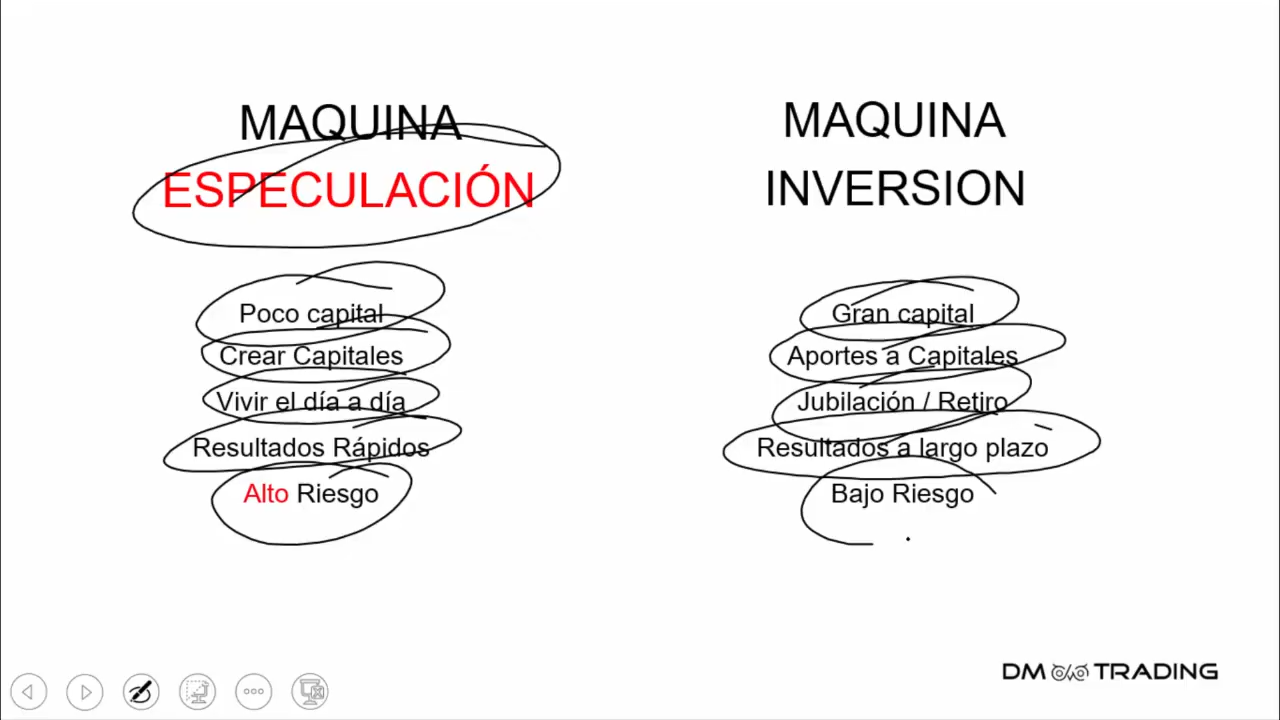 MAQUINA
ESPECULACIÓN
Poco capital
Crear Capitales
Vivir el día a día
Resultados Rápidos
Alto Riesgo
MAQUINA
INVERSION
Gran capital
Aportes a Capitales
Jubilación / Retiro
Resultados a largo plazo
Bajo Riesgo
DM TRADING